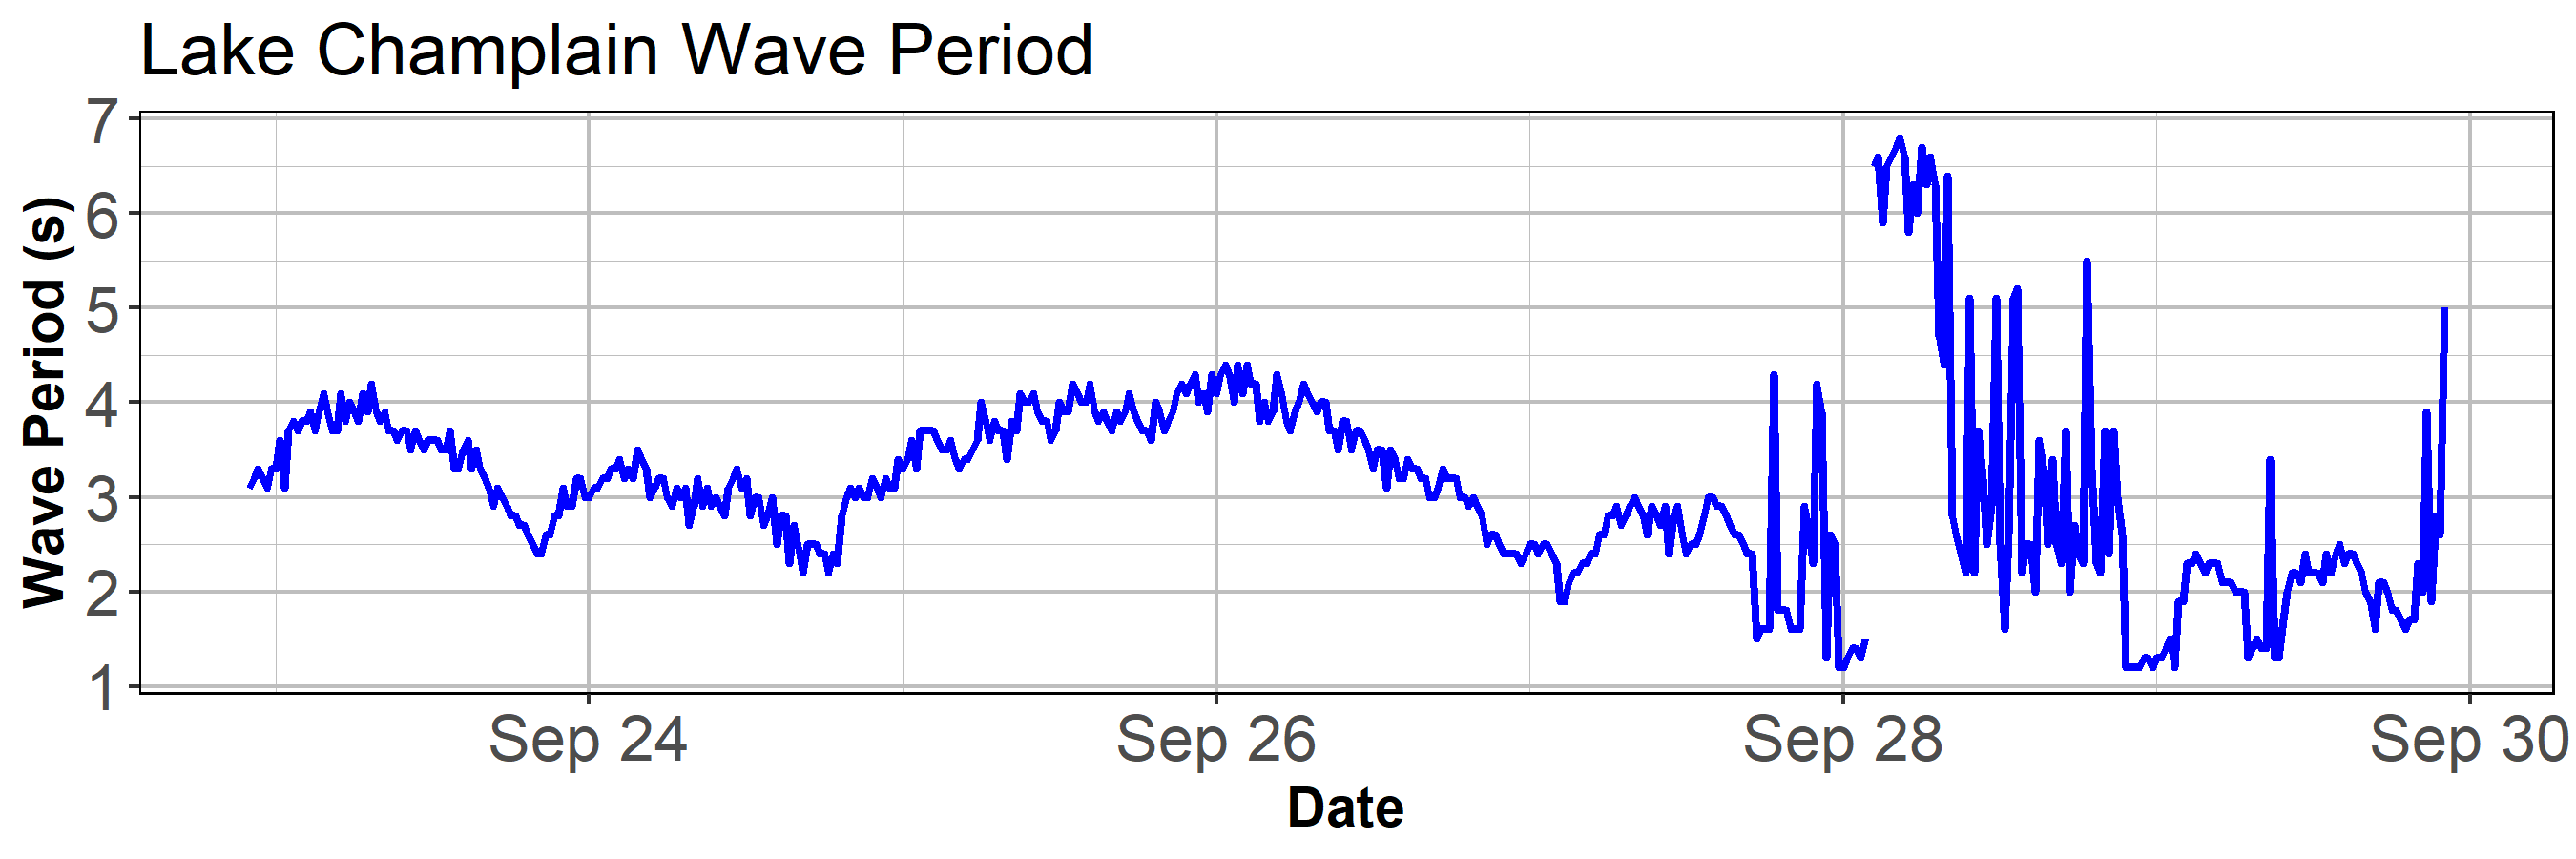 Lake Champlain Wave Period
Wave Period (s)
7
6
5
4
3
2
1
Sep 24
Sep 26
Sep 28
Sep 30
Date